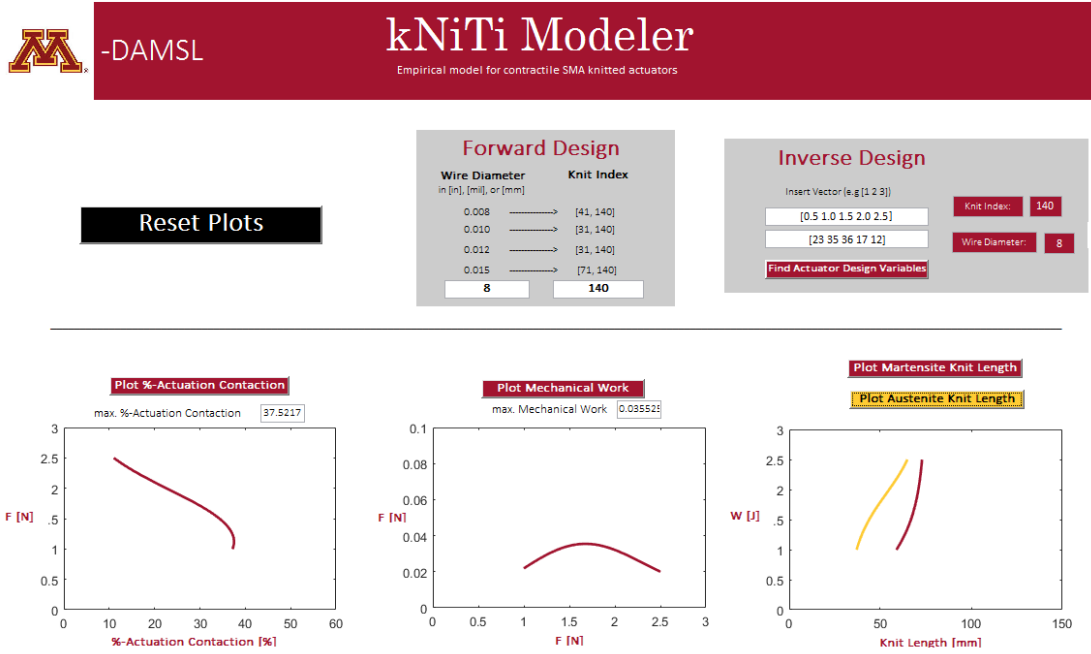 M
-DAMSL
kNiTi Modeler
Empirical model for contractile SMA knitted actuators
Reset Plots
Forward Design
Wire Diameter Knit Index
in [in], [mil], or [mm]
0.008 --------------> [41, 140]
0.010 --------------> [31, 140]
0.012 --------------> [31, 140]
0.015 --------------> [71, 140]
8 140
Inverse Design
Insert Vector (e.g [1 2 3])
[0.5 1.0 1.5 2.0 2.5]
[23 35 36 17 12]
Find Actuator Design Variables
Knit Index: 140
Wire Diameter: 8
Plot %-Actuation Contaction
max. %-Actuation Contaction 37.5217
3
2.5
2
.5
1
0.5
0
F [N]
0 10 20 30 40 50 60
%-Actuation Contaction [%]
Plot Mechanical Work
max. Mechanical Work 0.035525
0.1
0.08
0.06
0.04
0.02
0
F [N]
0 0.5 1 1.5 2 2.5 3
F [N]
Plot Martensite Knit Length
Plot Austenite Knit Length
3
2.5
2
.5
1
0.5
0
W [J]
0 50 100 150
Knit Length [mm]